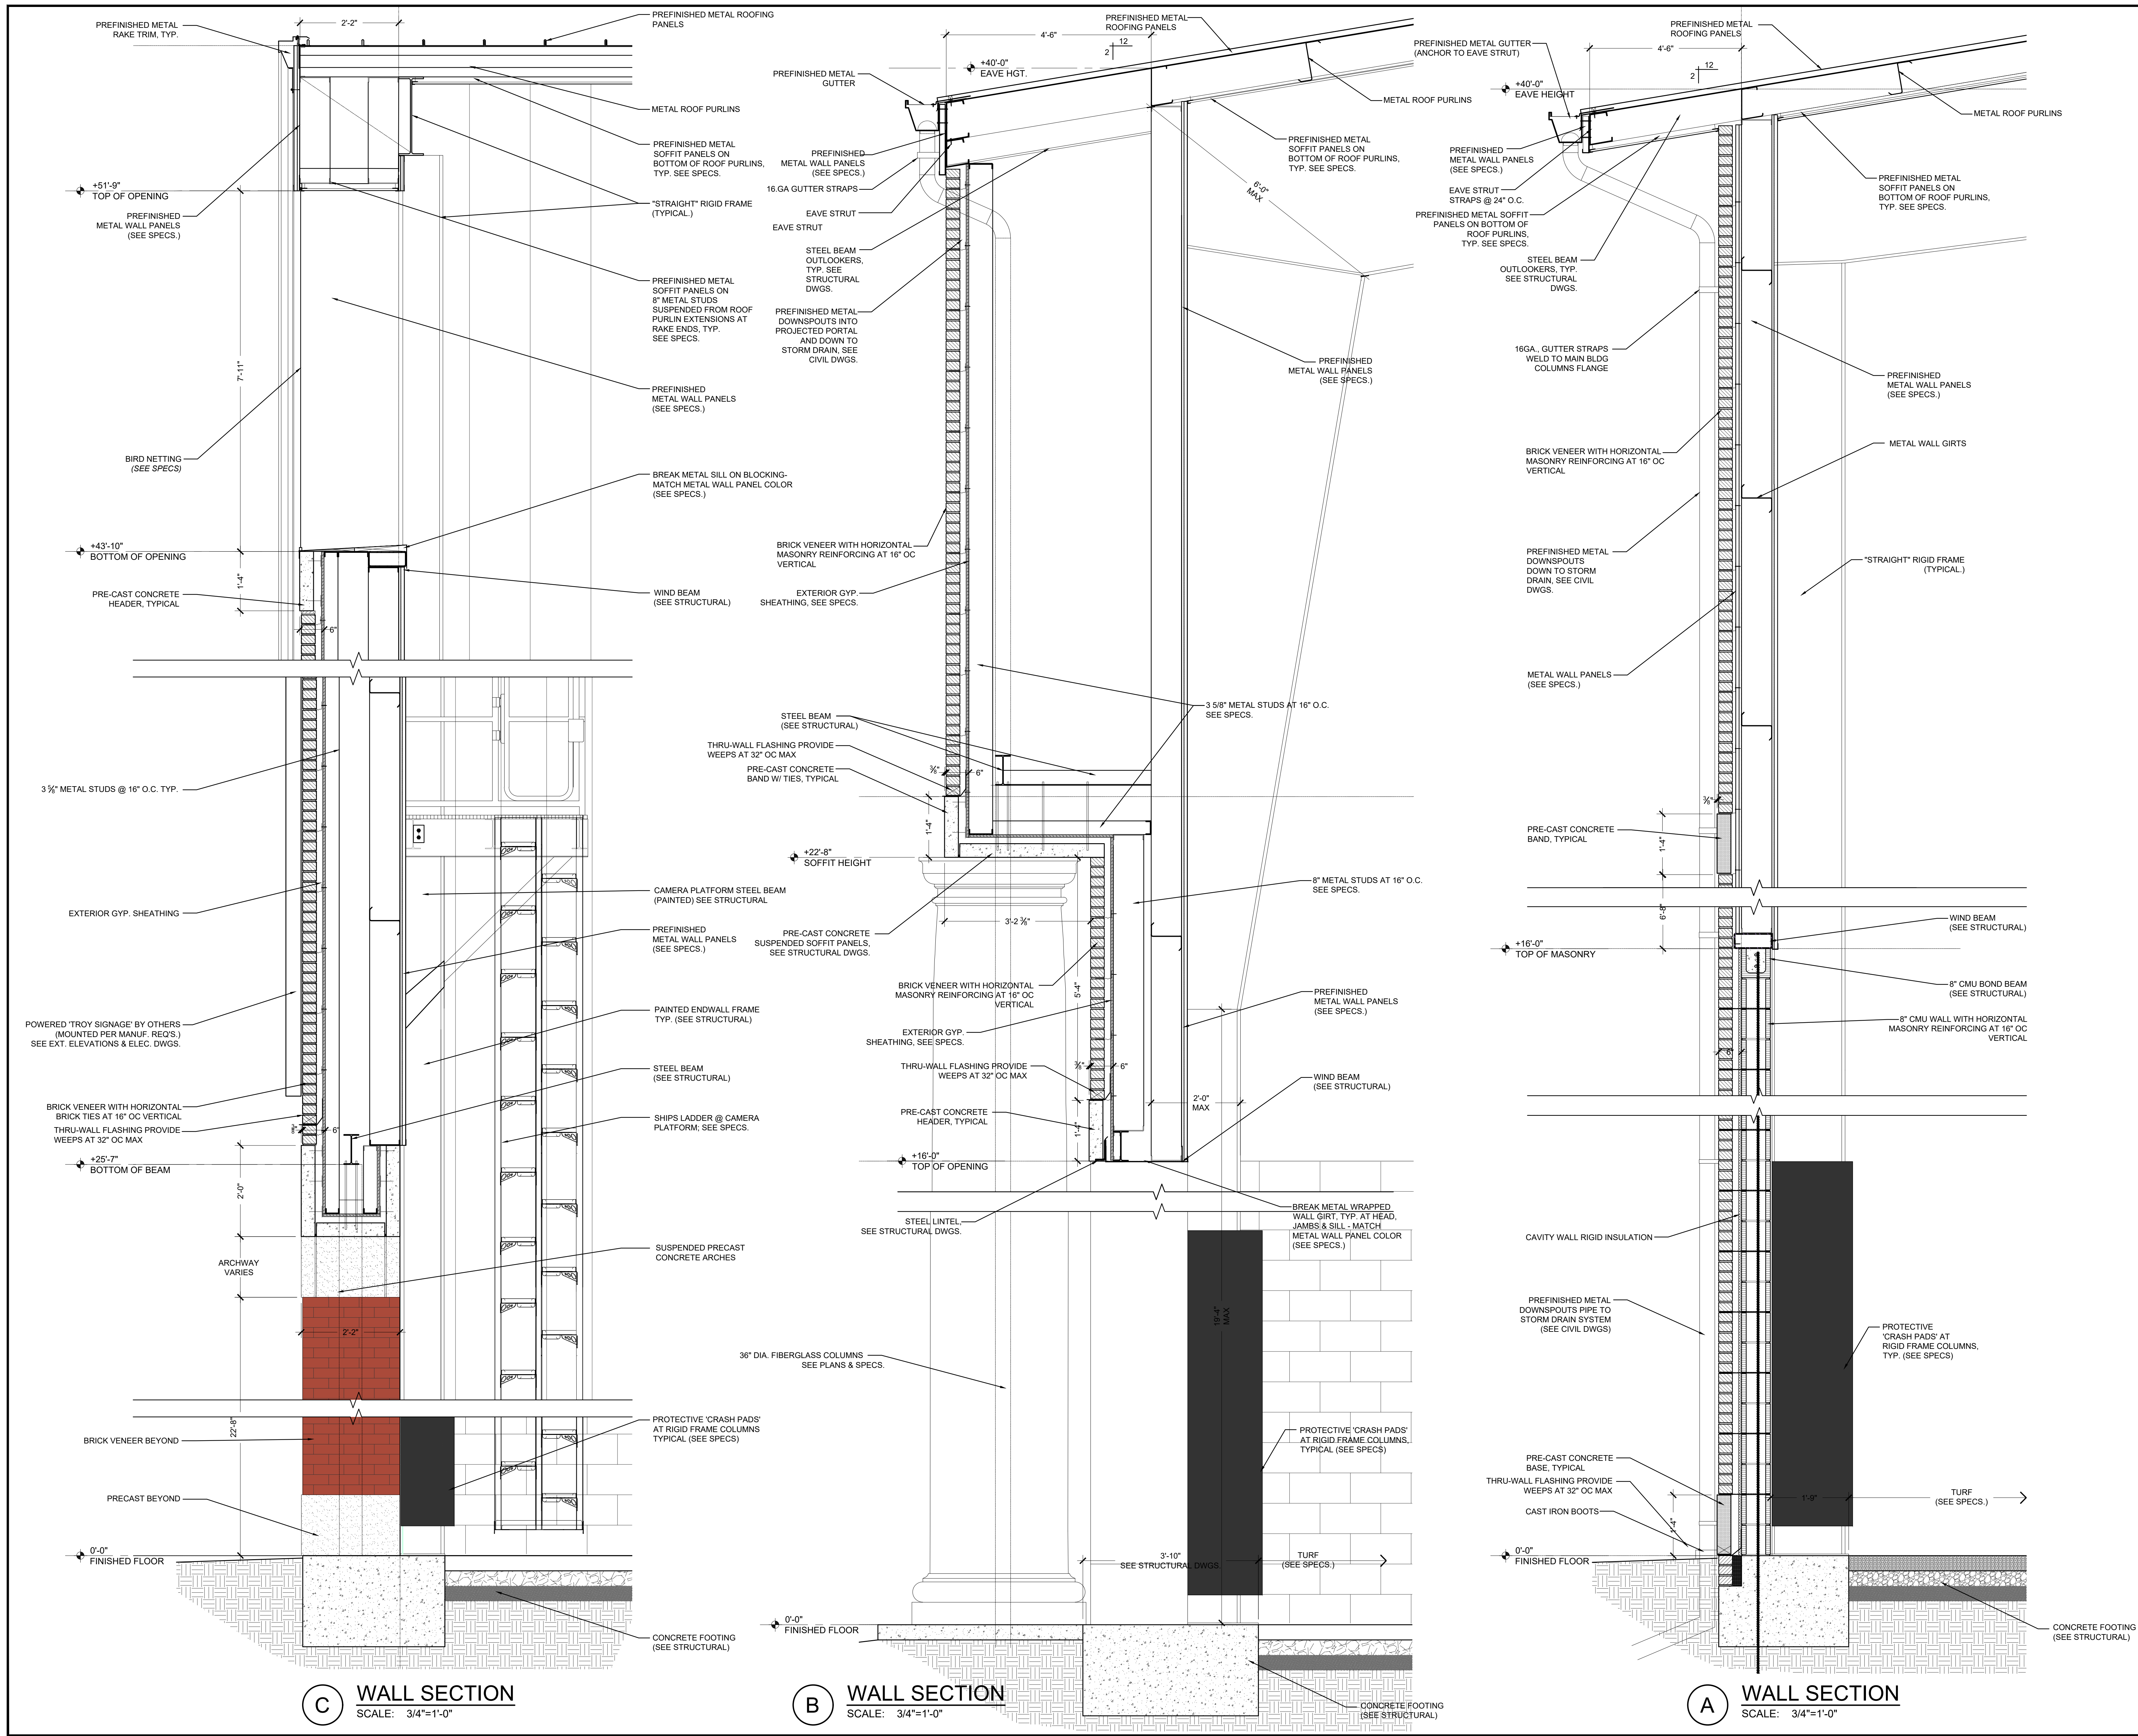 PREFINISHED METAL
RAKE TRIM, TYP.
2'-2"
PREFINISHED METAL ROOFING
PANELS
METAL ROOF PURLINS
PREFINISHED METAL
SOFFIT PANELS ON
BOTTOM OF ROOF PURLINS,
TYP. SEE SPECS.
+51'-9"
TOP OF OPENING
"STRAIGHT" RIGID FRAME
(TYPICAL.)
PREFINISHED
METAL WALL PANELS
(SEE SPECS.)
PREFINISHED METAL
SOFFIT PANELS ON
8" METAL STUDS
SUSPENDED FROM ROOF
PURLIN EXTENSIONS AT
RAKE ENDS, TYP.
SEE SPECS.
7'-11"
PREFINISHED
METAL WALL PANELS
(SEE SPECS.)
BIRD NETTING
(SEE SPECS)
BREAK METAL SILL ON BLOCKING-
MATCH METAL WALL PANEL COLOR
(SEE SPECS.)
+43'-10"
BOTTOM OF OPENING
1'-4"
PRE-CAST CONCRETE
HEADER, TYPICAL
WIND BEAM
(SEE STRUCTURAL)
6"
3 5⁄8" METAL STUDS @ 16" O.C. TYP.
EXTERIOR GYP. SHEATHING
CAMERA PLATFORM STEEL BEAM
(PAINTED) SEE STRUCTURAL
PREFINISHED
METAL WALL PANELS
(SEE SPECS.)
POWERED 'TROY SIGNAGE' BY OTHERS
(MOUNTED PER MANUF. REQ'S.)
SEE EXT. ELEVATIONS & ELEC. DWGS.
PAINTED ENDWALL FRAME
TYP. (SEE STRUCTURAL)
STEEL BEAM
(SEE STRUCTURAL)
BRICK VENEER WITH HORIZONTAL
BRICK TIES AT 16" OC VERTICAL
THRU-WALL FLASHING PROVIDE
WEEPS AT 32" OC MAX
6"
SHIPS LADDER @ CAMERA
PLATFORM; SEE SPECS.
+25'-7"
BOTTOM OF BEAM
2'-0"
SUSPENDED PRECAST
CONCRETE ARCHES
ARCHWAY
VARIES
2'-2"
22'-8"
PROTECTIVE 'CRASH PADS'
AT RIGID FRAME COLUMNS
TYPICAL (SEE SPECS)
BRICK VENEER BEYOND
PRECAST BEYOND
0'-0"
FINISHED FLOOR
CONCRETE FOOTING
(SEE STRUCTURAL)
C
WALL SECTION
SCALE: 3/4"=1'-0"
PREFINISHED METAL
ROOFING PANELS
4'-6"
12
2
+40'-0"
EAVE HGT.
PREFINISHED METAL
GUTTER
METAL ROOF PURLINS
PREFINISHED METAL
SOFFIT PANELS ON
BOTTOM OF ROOF PURLINS,
TYP. SEE SPECS.
PREFINISHED
METAL WALL PANELS
(SEE SPECS.)
16.GA GUTTER STRAPS
6'-0"
MAX
EAVE STRUT
EAVE STRUT
STEEL BEAM
OUTLOOKERS,
TYP. SEE
STRUCTURAL
DWGS.
PREFINISHED METAL
DOWNSPOUTS INTO
PROJECTED PORTAL
AND DOWN TO
STORM DRAIN, SEE
CIVIL DWGS.
PREFINISHED
METAL WALL PANELS
(SEE SPECS.)
BRICK VENEER WITH HORIZONTAL
MASONRY REINFORCING AT 16" OC
VERTICAL
EXTERIOR GYP.
SHEATHING, SEE SPECS.
3 5/8" METAL STUDS AT 16" O.C.
SEE SPECS.
STEEL BEAM
(SEE STRUCTURAL)
THRU-WALL FLASHING PROVIDE
WEEPS AT 32" OC MAX
PRE-CAST CONCRETE
BAND W/ TIES, TYPICAL
6"
1'-4"
+22'-8"
SOFFIT HEIGHT
8" METAL STUDS AT 16" O.C.
SEE SPECS.
PRE-CAST CONCRETE
SUSPENDED SOFFIT PANELS,
SEE STRUCTURAL DWGS.
BRICK VENEER WITH HORIZONTAL
MASONRY REINFORCING AT 16" OC
VERTICAL
5'-4"
PREFINISHED
METAL WALL PANELS
(SEE SPECS.)
EXTERIOR GYP.
SHEATHING, SEE SPECS.
THRU-WALL FLASHING PROVIDE
WEEPS AT 32" OC MAX
6"
WIND BEAM
(SEE STRUCTURAL)
2'-0"
MAX
PRE-CAST CONCRETE
HEADER, TYPICAL
1'-4"
+16'-0"
TOP OF OPENING
STEEL LINTEL,
SEE STRUCTURAL DWGS.
BREAK METAL WRAPPED
WALL GIRT, TYP. AT HEAD,
JAMBS & SILL - MATCH
METAL WALL PANEL COLOR
(SEE SPECS.)
19'-4"
MAX
36" DIA. FIBERGLASS COLUMNS
SEE PLANS & SPECS.
PROTECTIVE 'CRASH PADS'
AT RIGID FRAME COLUMNS,
TYPICAL (SEE SPECS)
3'-10"
SEE STRUCTURAL DWGS.
TURF
(SEE SPECS.)
0'-0"
FINISHED FLOOR
CONCRETE FOOTING
(SEE STRUCTURAL)
B
WALL SECTION
SCALE: 3/4"=1'-0"
PREFINISHED METAL
ROOFING PANELS
PREFINISHED METAL GUTTER
(ANCHOR TO EAVE STRUT)
4'-6"
12
2
+40'-0"
EAVE HEIGHT
METAL ROOF PURLINS
PREFINISHED
METAL WALL PANELS
(SEE SPECS.)
EAVE STRUT
STRAPS @ 24" O.C.
PREFINISHED METAL
SOFFIT PANELS ON
BOTTOM OF ROOF PURLINS,
TYP. SEE SPECS.
PREFINISHED METAL SOFFIT
PANELS ON BOTTOM OF
ROOF PURLINS,
TYP. SEE SPECS.
STEEL BEAM
OUTLOOKERS, TYP.
SEE STRUCTURAL
DWGS.
16GA., GUTTER STRAPS
WELD TO MAIN BLDG
COLUMNS FLANGE
PREFINISHED
METAL WALL PANELS
(SEE SPECS.)
BRICK VENEER WITH HORIZONTAL
MASONRY REINFORCING AT 16" OC
VERTICAL
METAL WALL GIRTS
PREFINISHED METAL
DOWNSPOUTS
DOWN TO STORM
DRAIN, SEE CIVIL
DWGS.
"STRAIGHT" RIGID FRAME
(TYPICAL.)
METAL WALL PANELS
(SEE SPECS.)
PRE-CAST CONCRETE
BAND, TYPICAL
1'-4"
6'-8"
WIND BEAM
(SEE STRUCTURAL)
+16'-0"
TOP OF MASONRY
8" CMU BOND BEAM
(SEE STRUCTURAL)
8" CMU WALL WITH HORIZONTAL
MASONRY REINFORCING AT 16" OC
VERTICAL
6"
CAVITY WALL RIGID INSULATION
PREFINISHED METAL
DOWNSPOUTS PIPE TO
STORM DRAIN SYSTEM
(SEE CIVIL DWGS)
PROTECTIVE
'CRASH PADS' AT
RIGID FRAME COLUMNS,
TYP. (SEE SPECS)
PRE-CAST CONCRETE
BASE, TYPICAL
THRU-WALL FLASHING PROVIDE
WEEPS AT 32" OC MAX
CAST IRON BOOTS
1'-4"
1'-9"
TURF
(SEE SPECS.)
0'-0"
FINISHED FLOOR
CONCRETE FOOTING
(SEE STRUCTURAL)
A
WALL SECTION
SCALE: 3/4"=1'-0"